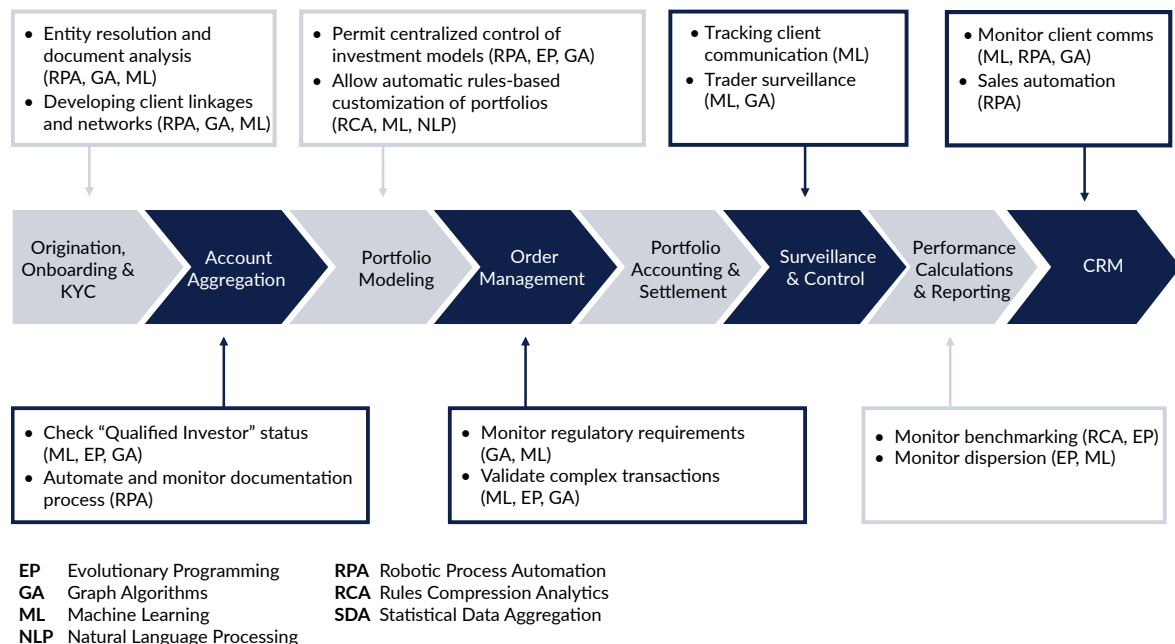 • Entity resolution and
document analysis
(RPA, GA, ML)
• Developing client linkages
and networks (RPA, GA, ML)
• Permit centralized control of
investment models (RPA, EP, GA)
• Allow automatic rules-based
customization of portfolios
(RCA, ML, NLP)
• Tracking client
communication (ML)
• Trader surveillance
(ML, GA)
• Monitor client comms
(ML, RPA, GA)
• Sales automation
(RPA)
Origination,
Onboarding &
KYC
Account
Aggregation
Portfolio
Modeling
Order
Management
Portfolio
Accounting &
Settlement
Surveillance
& Control
Performance
Calculations
& Reporting
CRM
• Check “Qualified Investor” status
(ML, EP, GA)
• Automate and monitor documentation
process (RPA)
• Monitor regulatory requirements
(GA, ML)
• Validate complex transactions
(ML, EP, GA)
• Monitor benchmarking (RCA, EP)
• Monitor dispersion (EP, ML)
EP Evolutionary Programming
GA Graph Algorithms
ML Machine Learning
NLP Natural Language Processing
RPA Robotic Process Automation
RCA Rules Compression Analytics
SDA Statistical Data Aggregation